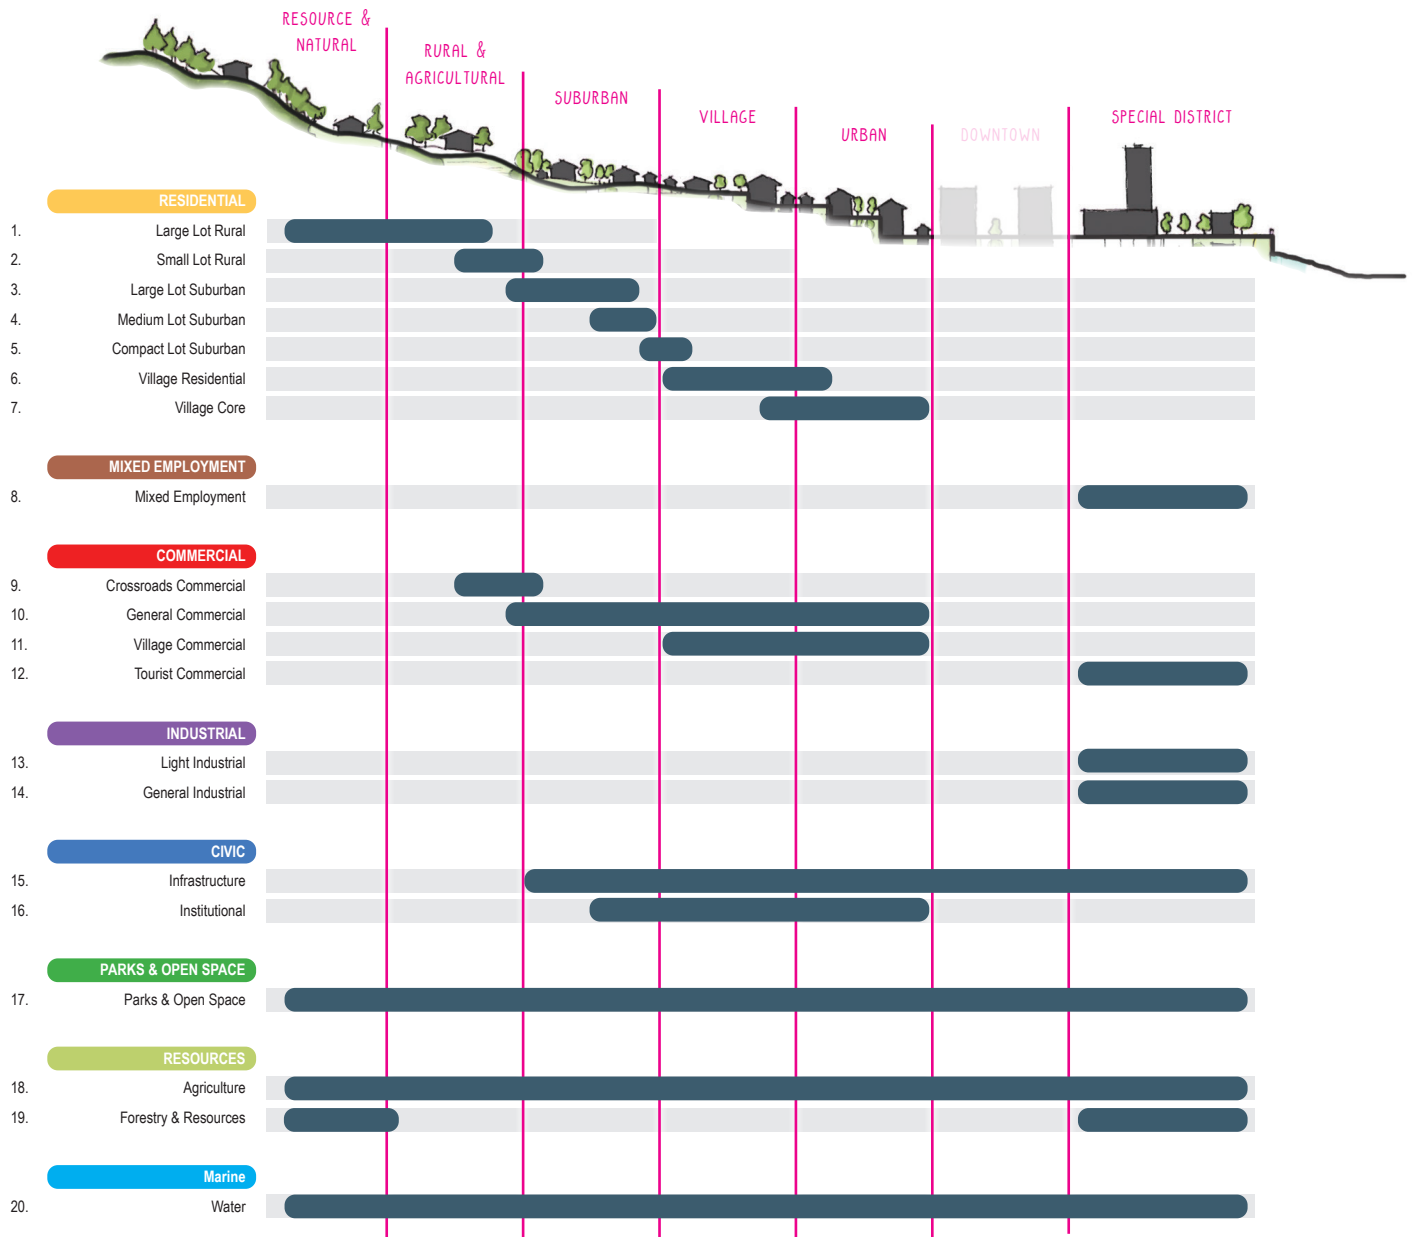 RESOURCE &
NATURAL
RURAL &
AGRICULTURAL
SUBURBAN
VILLAGE
URBAN
DOWNTOWN
SPECIAL DISTRICT
RESIDENTIAL
1. Large Lot Rural
2. Small Lot Rural
3. Large Lot Suburban
4. Medium Lot Suburban
5. Compact Lot Suburban
6. Village Residential
7. Village Core
MIXED EMPLOYMENT
8. Mixed Employment
COMMERCIAL
9. Crossroads Commercial
10. General Commercial
11. Village Commercial
12. Tourist Commercial
INDUSTRIAL
13. Light Industrial
14. General Industrial
CIVIC
15. Infrastructure
16. Institutional
PARKS & OPEN SPACE
17. Parks & Open Space
RESOURCES
18. Agriculture
19. Forestry & Resources
Marine
20. Water